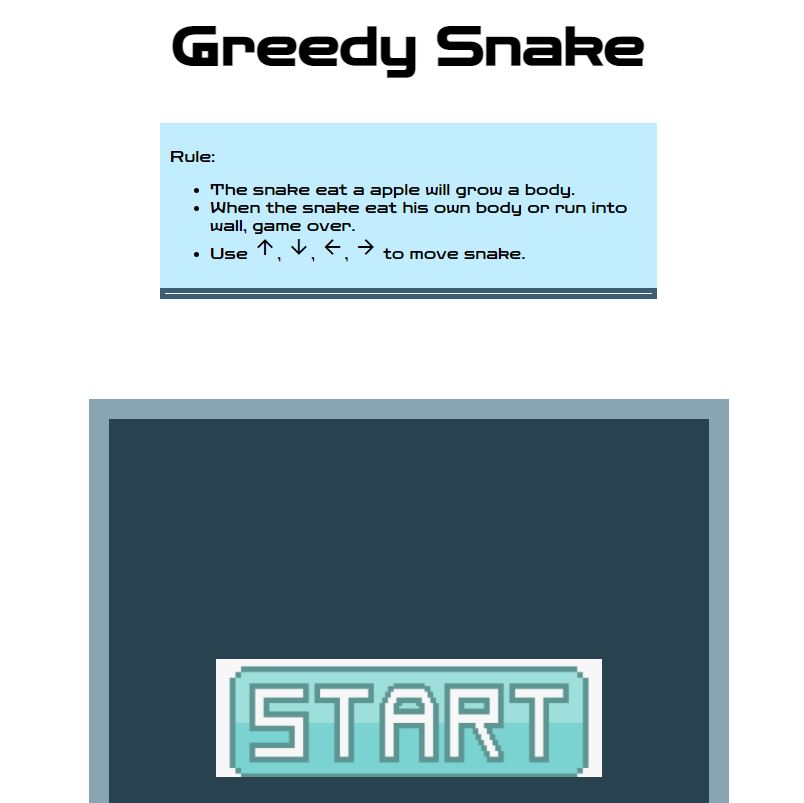 Greedy Snake
Rule:
• The snake eat a apple will grow a body.
• When the snake eat his own body or run into
wall, game over.
• Use ↑, ↓, ←, → to move snake.
START